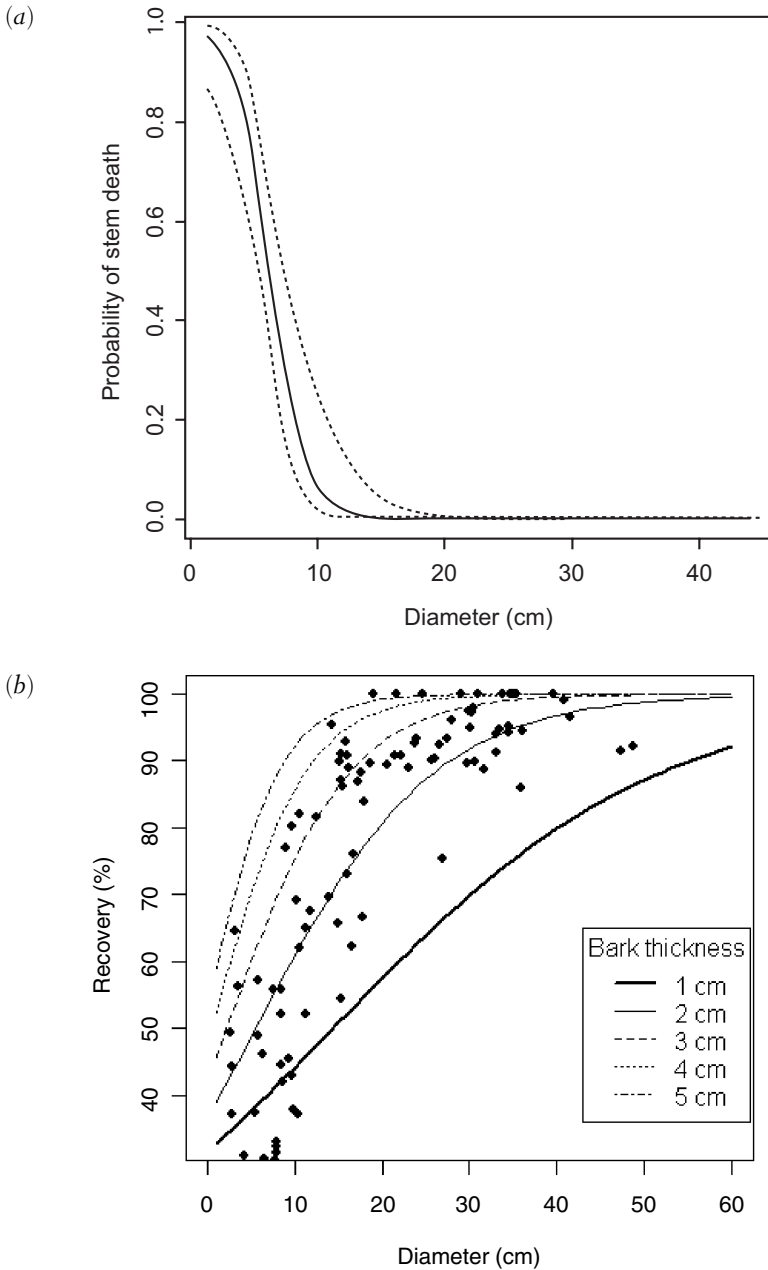 (a)
Probability of stem death
1.0
0.8
0.6
0.4
0.2
0.0
0 10 20 30 40
Diameter (cm)
(b)
Recovery (%)
100
90
80
70
60
50
40
Bark thickness
1 cm
2 cm
3 cm
4 cm
5 cm
0 10 20 30 40 50 60
Diameter (cm)